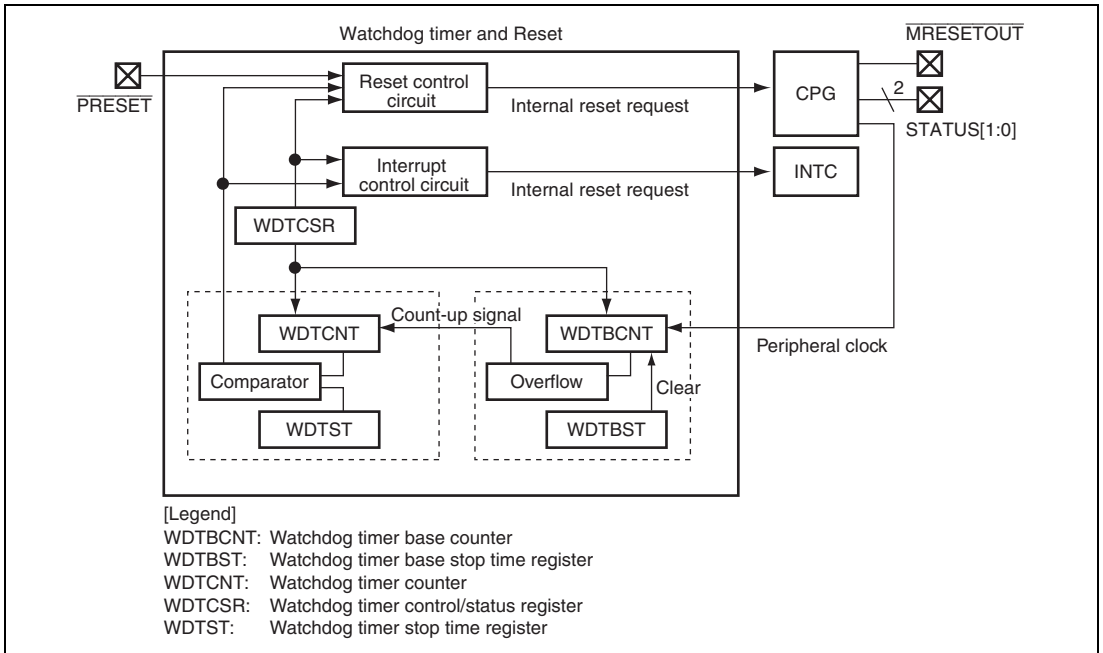 Watchdog timer and Reset
MRESETOUT
PRESET
Reset control
circuit
Internal reset request
CPG
2
STATUS[1:0]
Interrupt
control circuit
Internal reset request
INTC
WDTCSR
WDTCNT
Count-up signal
WDTBCNT
Peripheral clock
Comparator
Overflow
Clear
WDTST
WDTBST
[Legend]
WDTBCNT: Watchdog timer base counter
WDTBST: Watchdog timer base stop time register
WDTCNT: Watchdog timer counter
WDTCSR: Watchdog timer control/status register
WDTST: Watchdog timer stop time register